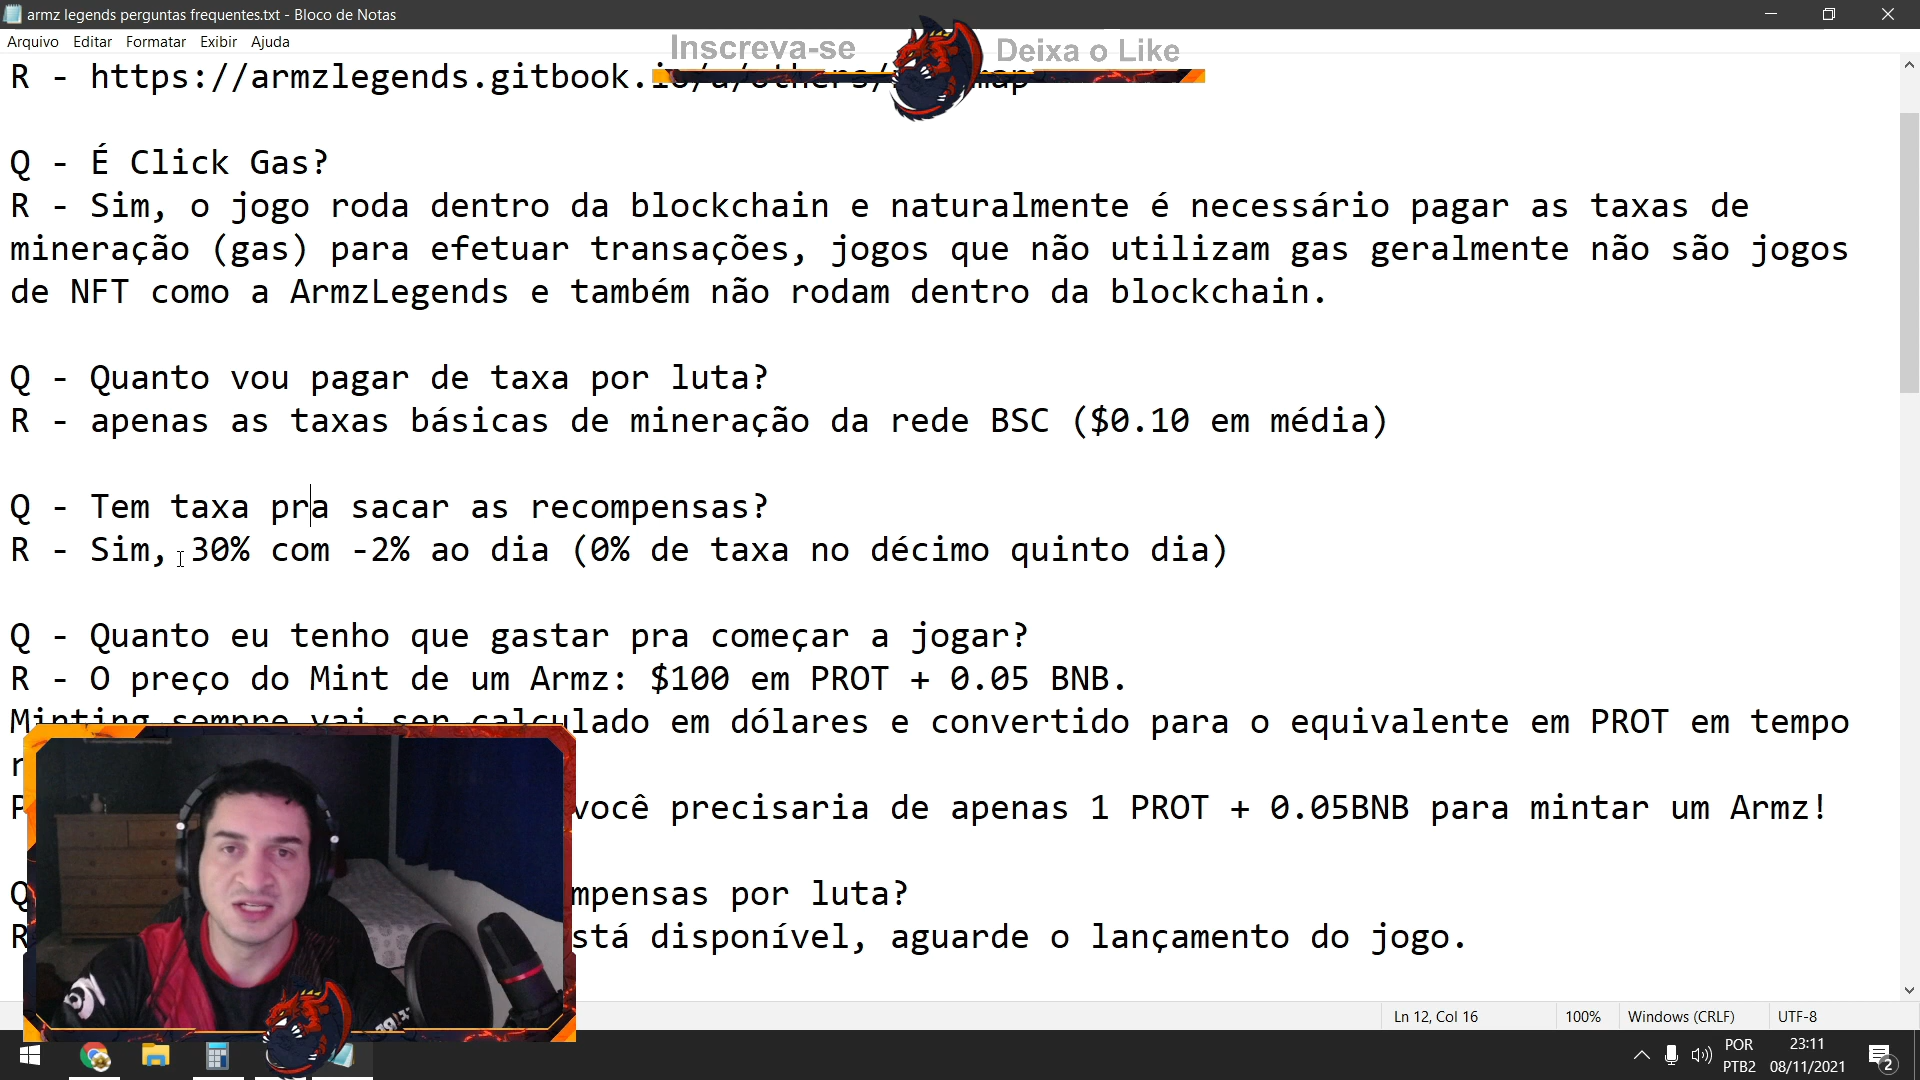 armz legends perguntas frequentes.txt - Bloco de Notas
Arquivo Editar Formatar Exibir Ajuda
Inscreva-se Deixa o Like
R - https://armzlegends.gitbook.io/a/others/
Q - É Click Gas?
R - Sim, o jogo roda dentro da blockchain e naturalmente é necessário pagar as taxas de
mineração (gas) para efetuar transações, jogos que não utilizam gas geralmente não são jogos
de NFT como a ArmzLegends e também não rodam dentro da blockchain.
Q - Quanto vou pagar de taxa por luta?
R - apenas as taxas básicas de mineração da rede BSC ($0.10 em média)
Q - Tem taxa pra sacar as recompensas?
R - Sim, 30% com -2% ao dia (0% de taxa no décimo quinto dia)
Q - Quanto eu tenho que gastar pra começar a jogar?
R - O preço do Mint de um Armz: $100 em PROT + 0.05 BNB.
Minting sempre vai ser calculado em dólares e convertido para o equivalente em PROT em tempo
você precisaria de apenas 1 PROT + 0.05BNB para mintar um Armz!
Q mpensas por luta?
R stá disponível, aguarde o lançamento do jogo.
Ln 12, Col 16 100% Windows (CRLF) UTF-8
POR 23:11
PTB2 08/11/2021 2